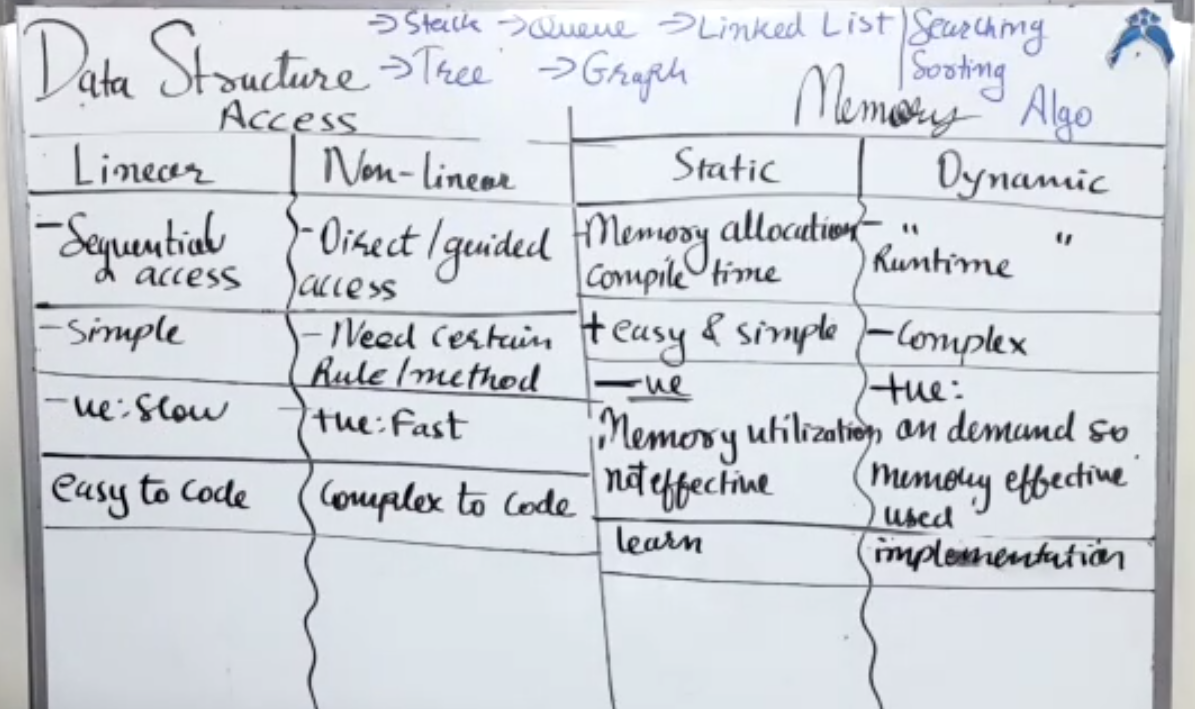 Data Structure
→Stack →Queue →Linked List
→Tree →Graph
Searching
Sorting
Algo
Access
Memory
Linear
Non-linear
Static
Dynamic
-Sequential
access
-Direct/guided
access
-Memory allocation
compile time
- " "
Runtime
-simple
-Need certain
Rule/method
+easy & simple
-Complex
-ve: Slow
+ve: Fast
-ve
Memory utilization
not effective
+ve:
on demand so
memory effective
used
easy to code
Complex to code
learn
implementation